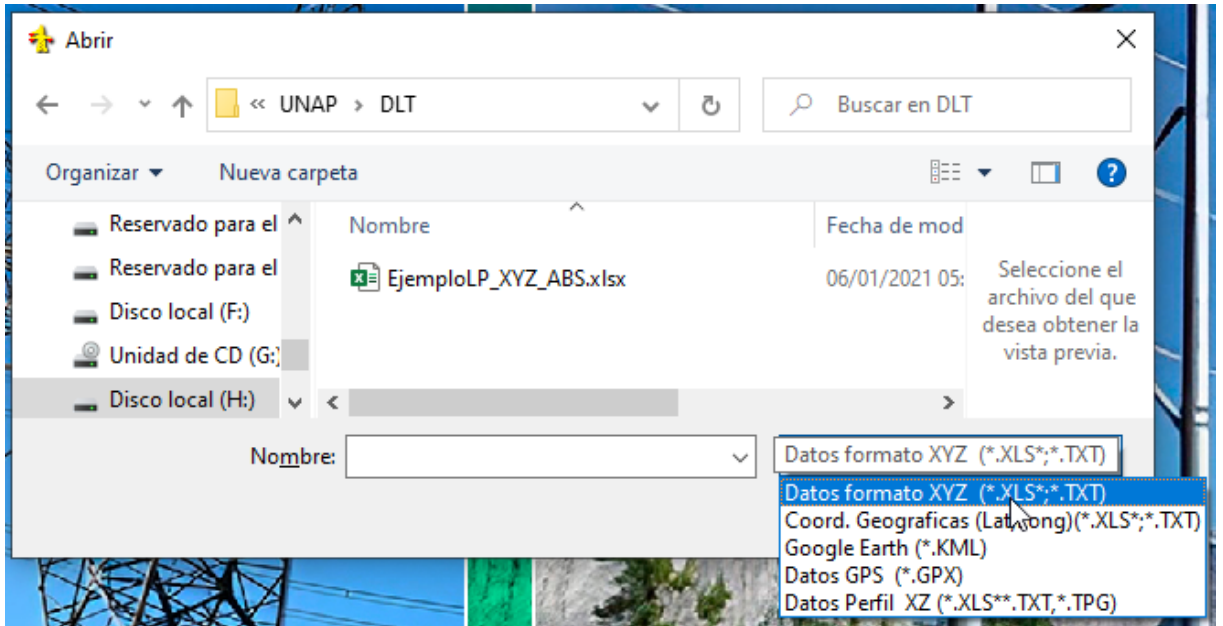 Abrir
« UNAP > DLT
Buscar en DLT
Organizar
Nueva carpeta
Reservado para el
Reservado para el
Disco local (F:)
Unidad de CD (G:)
Disco local (H:)
Nombre
Fecha de mod
EjemploLP_XYZ_ABS.xlsx
06/01/2021 05:
Seleccione el
archivo del que
desea obtener la
vista previa.
Nombre:
Datos formato XYZ (*.XLS*;*.TXT)
Datos formato XYZ (*.XLS*;*.TXT)
Coord. Geograficas (Lat,Long)(*.XLS*;*.TXT)
Google Earth (*.KML)
Datos GPS (*.GPX)
Datos Perfil XZ (*.XLS**.TXT,*.TPG)